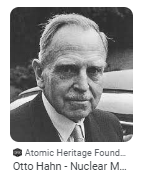 Atomic Heritage Found...
Otto Hahn - Nuclear M...